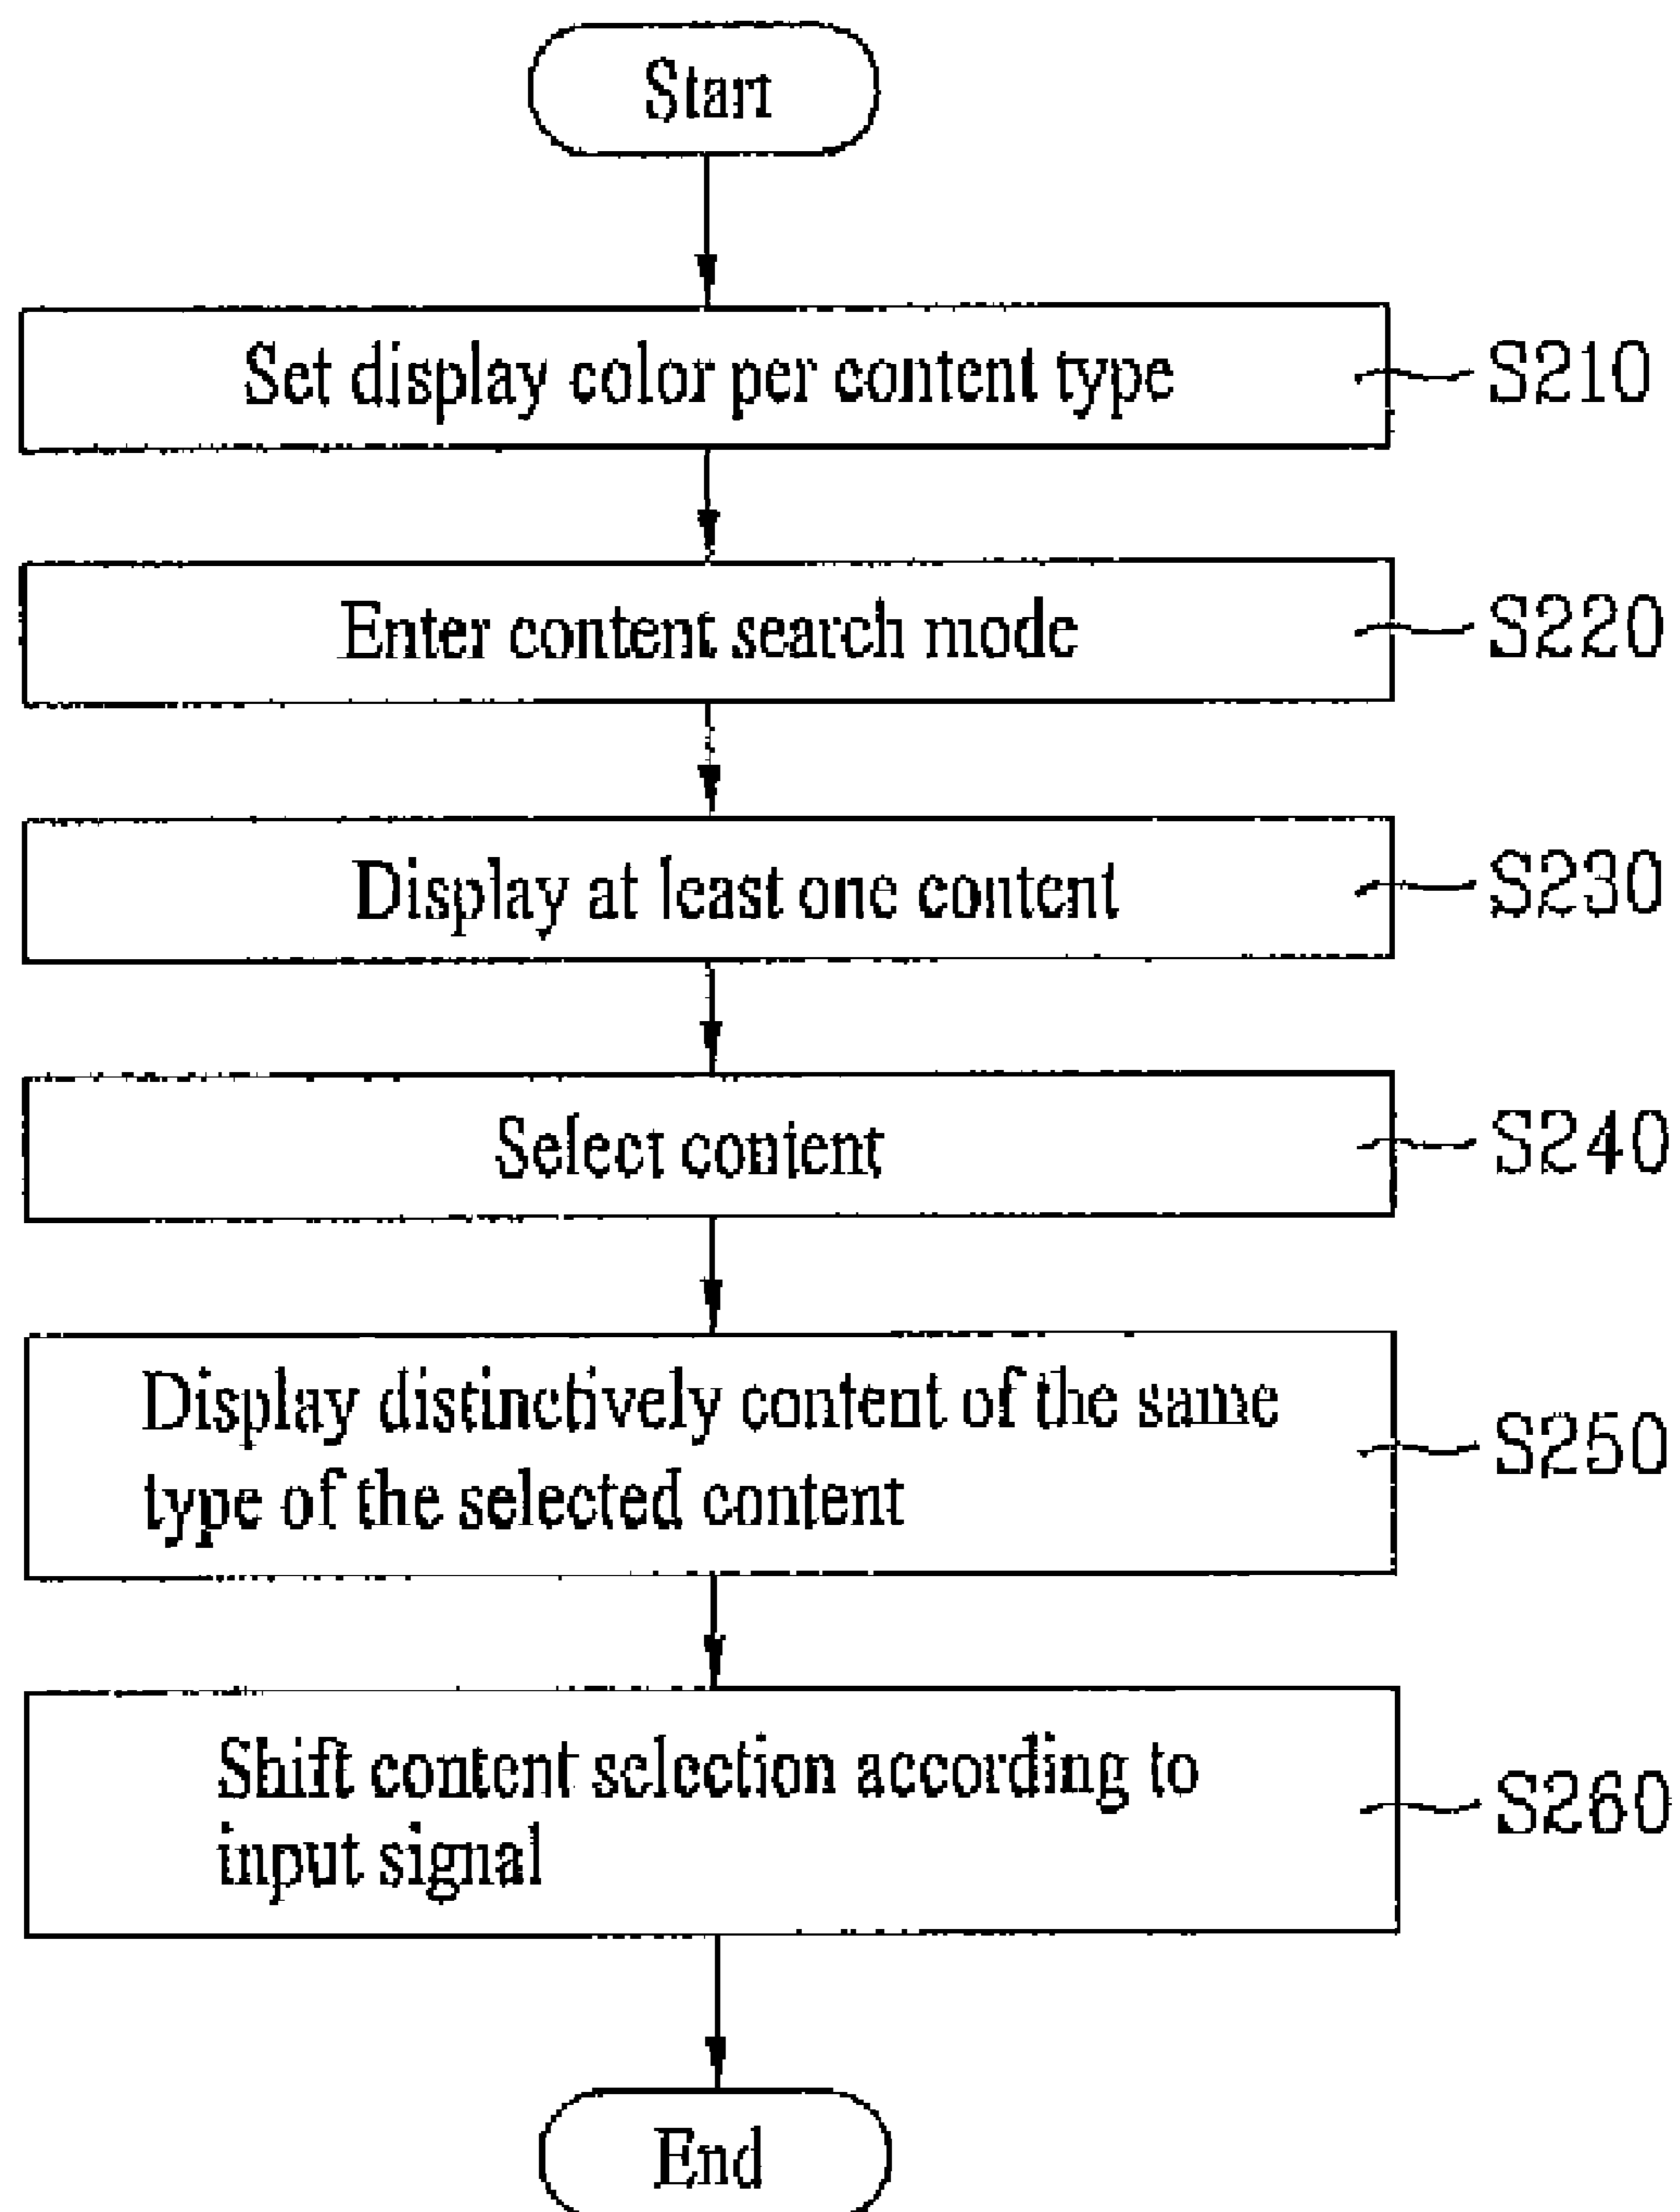 Start
Set display color per content type
S210
Enter content search mode
S220
Display at least one content
S230
Select content
S240
Display distinctively content of the same
type of the selected content
S250
Shift content selection according to
input signal
S260
End